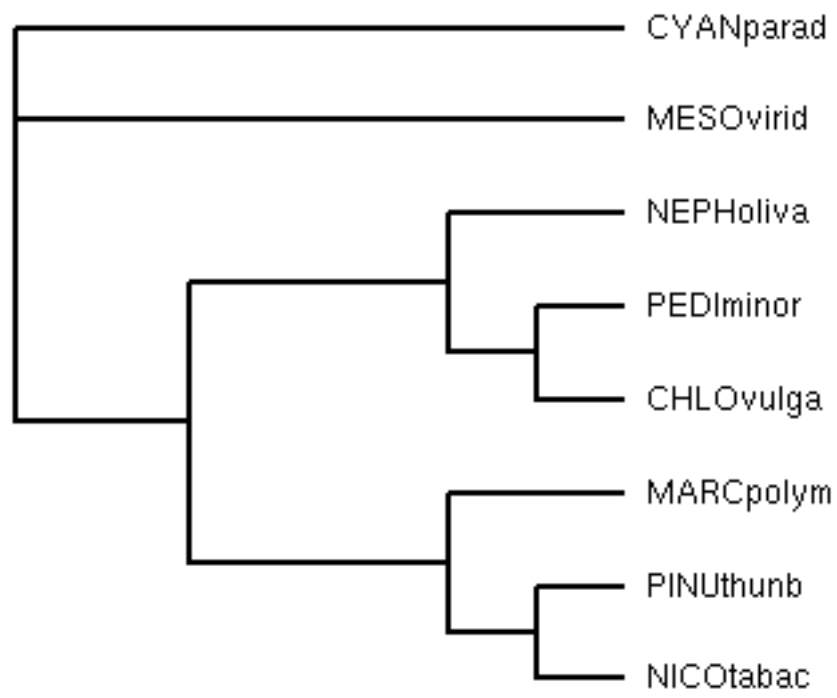 CYANparad
MESOvirid
NEPHoliva
PEDIminor
CHLOvulga
MARCpolym
PINUthunb
NICOtabac